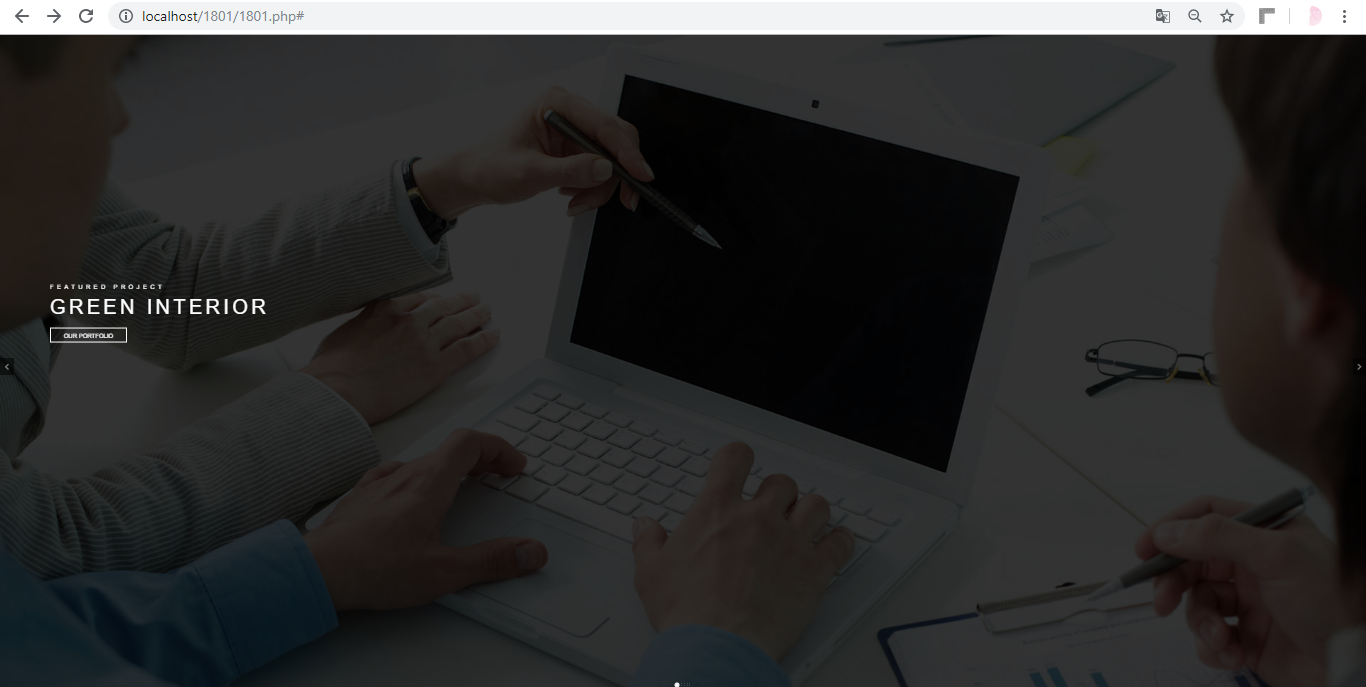 localhost/1801/1801.php#
FEATURED PROJECT
GREEN INTERIOR
OUR PORTFOLIO